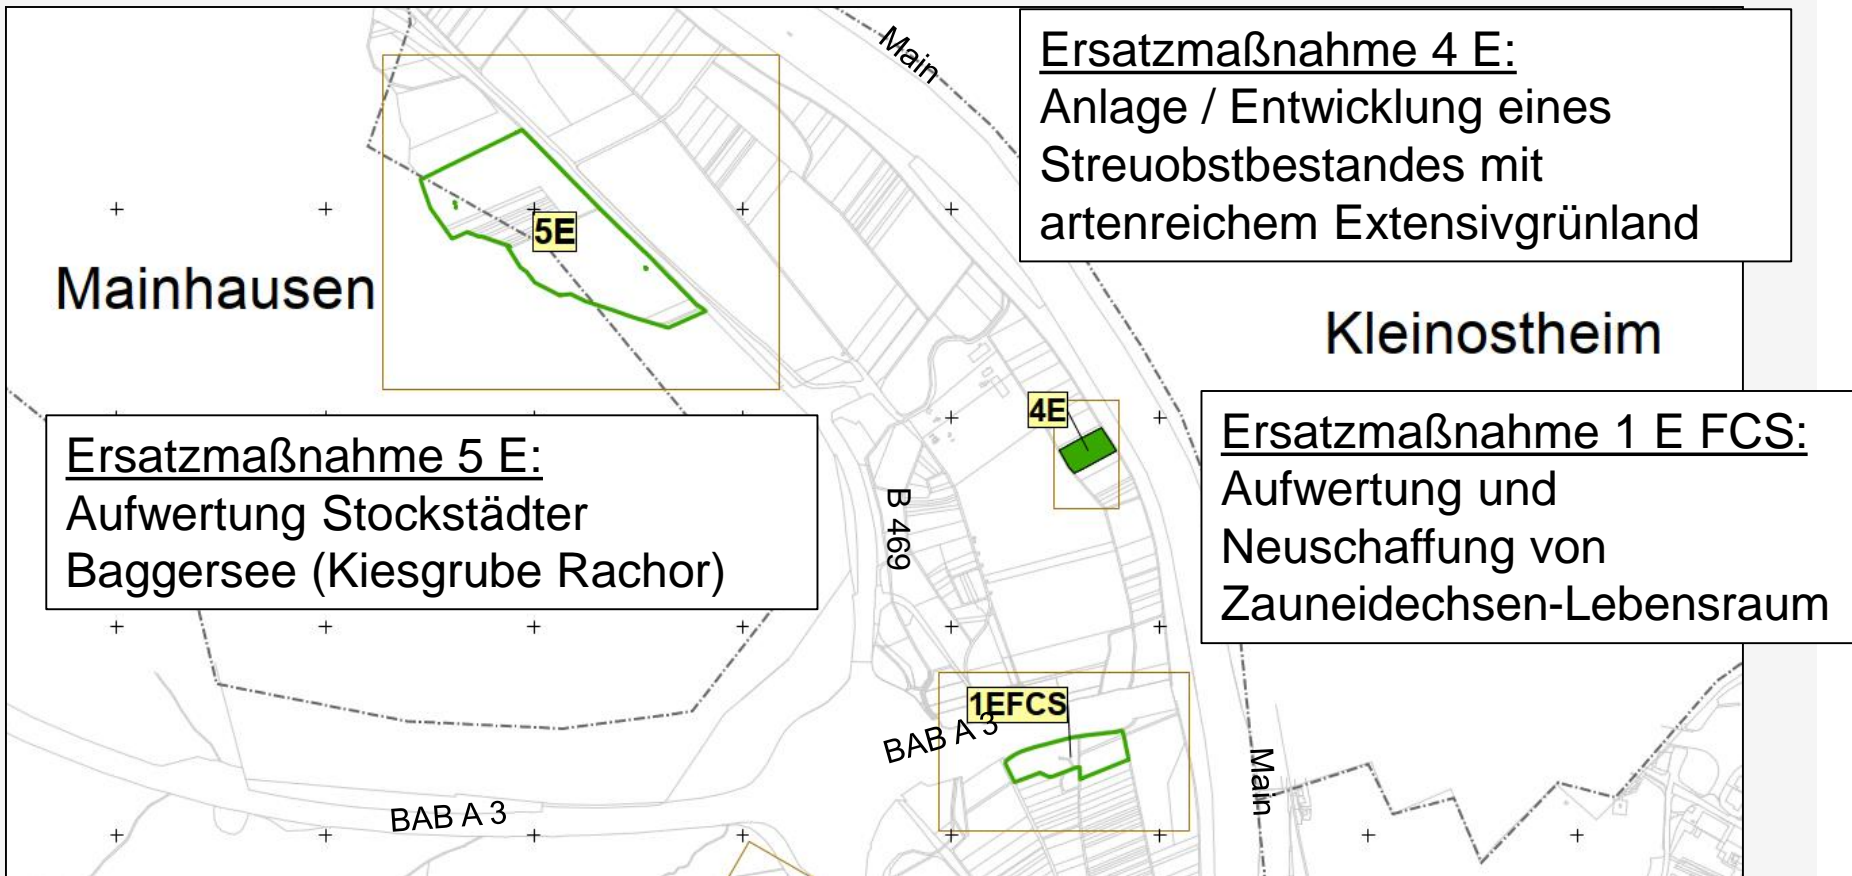 Main
Ersatzmaßnahme 4 E:
Anlage / Entwicklung eines
Streuobstbestandes mit
artenreichem Extensivgrünland
5E
Mainhausen
Kleinostheim
4E
Ersatzmaßnahme 5 E:
Aufwertung Stockstädter
Baggersee (Kiesgrube Rachor)
B 469
Ersatzmaßnahme 1 E FCS:
Aufwertung und
Neuschaffung von
Zauneidechsen-Lebensraum
1EFCS
BAB A 3
Main
BAB A 3